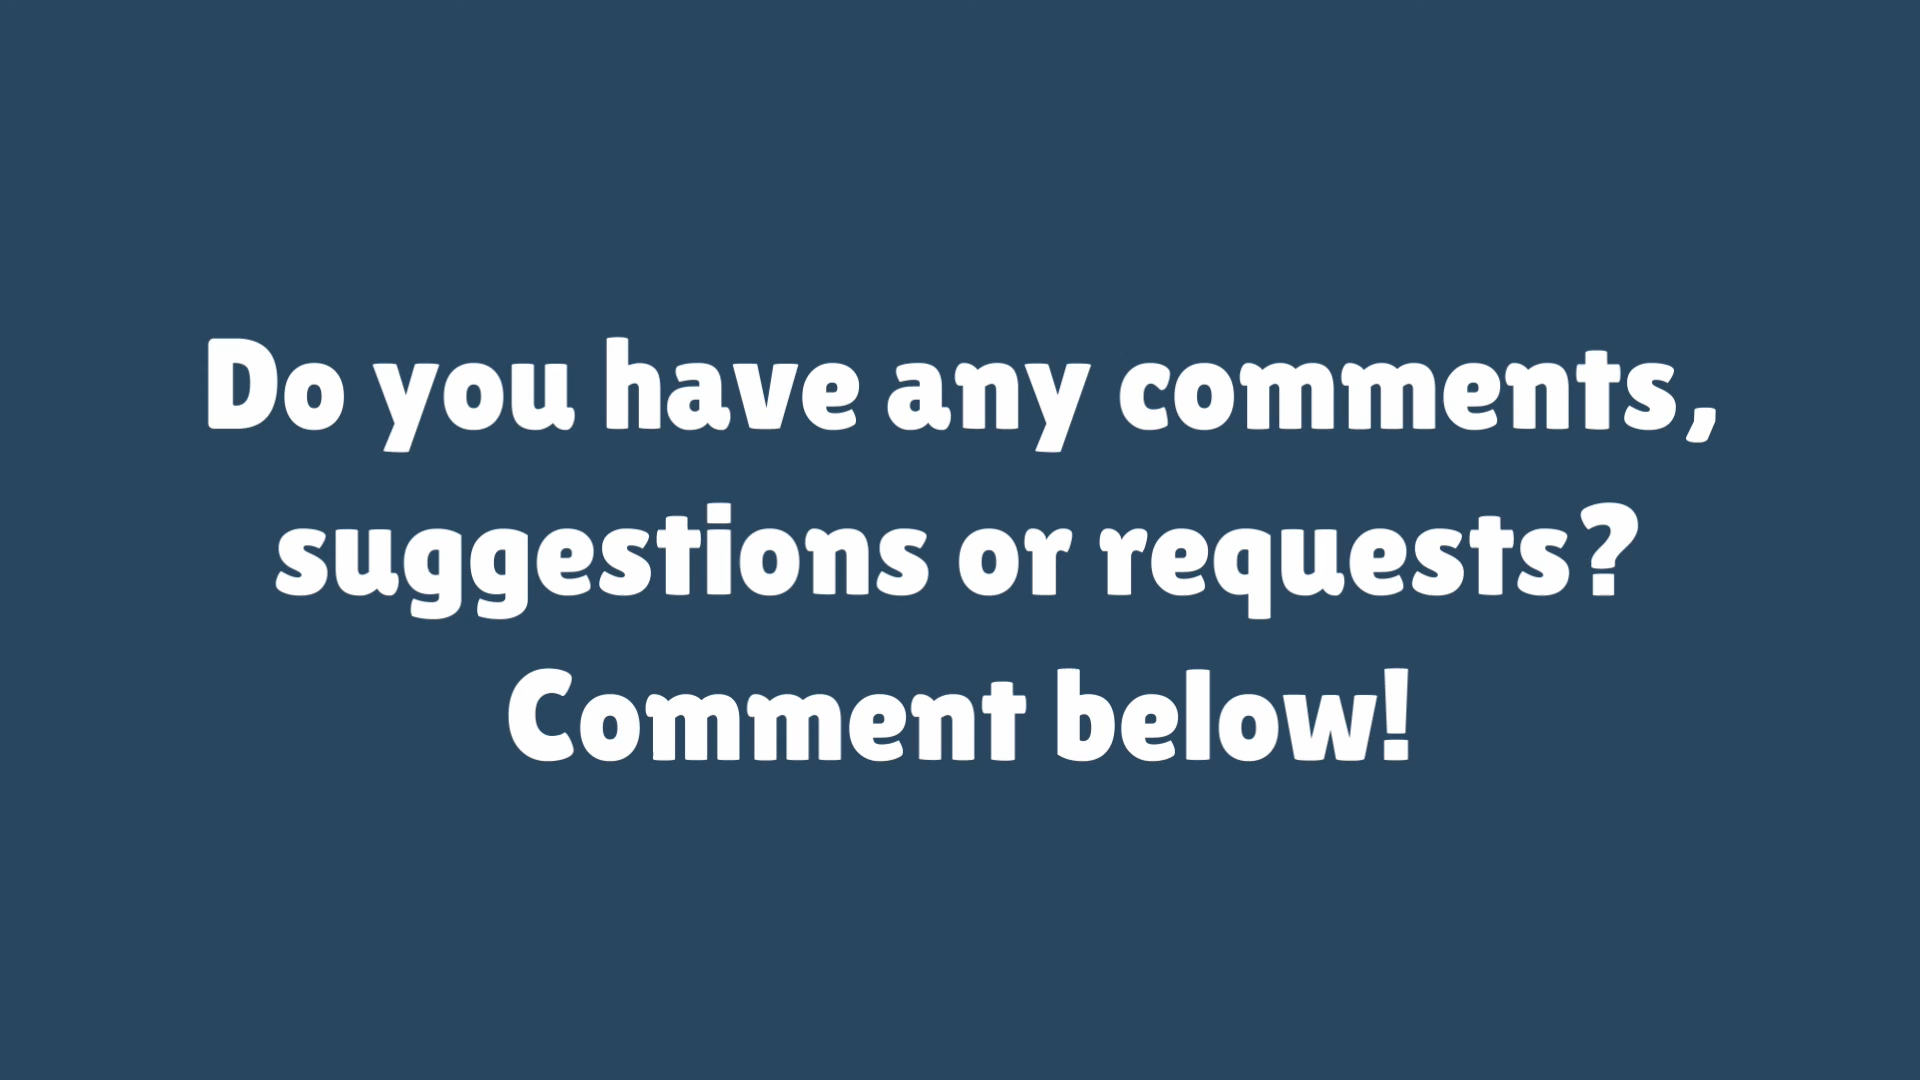 Do you have any comments,
suggestions or requests?
Comment below!